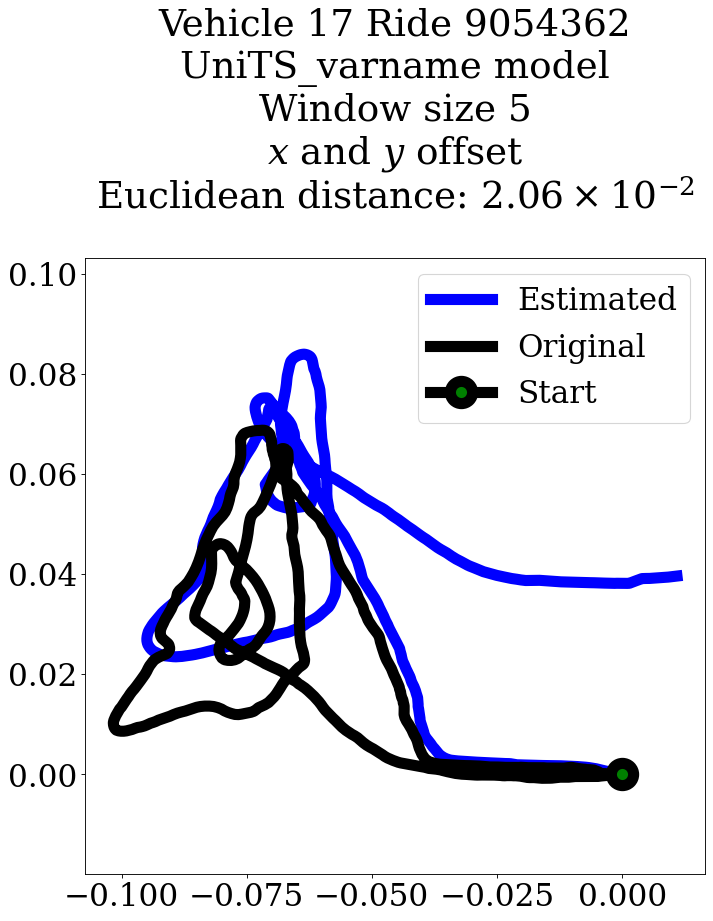 Vehicle 17 Ride 9054362
UniTS_varname model
Window size 5
x and y offset
Euclidean distance: 2.06 × 10⁻²
Estimated
Original
Start
0.10
0.08
0.06
0.04
0.02
0.00
−0.100 −0.075 −0.050 −0.025 0.000